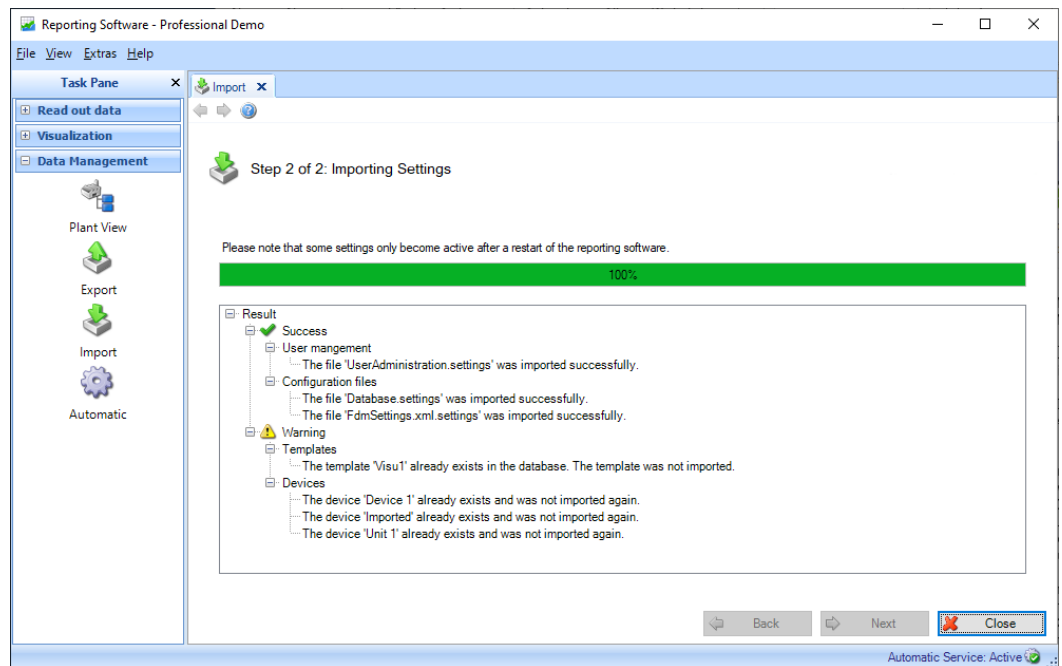 Reporting Software - Professional Demo
File View Extras Help
Task Pane
Import
Read out data
Visualization
Data Management
Plant View
Export
Import
Automatic
Step 2 of 2: Importing Settings
Please note that some settings only become active after a restart of the reporting software.
100%
Result
Success
User mangement
The file 'UserAdministration.settings' was imported successfully.
Configuration files
The file 'Database.settings' was imported successfully.
The file 'FdmSettings.xml.settings' was imported successfully.
Warning
Templates
The template 'Visu1' already exists in the database. The template was not imported.
Devices
The device 'Device 1' already exists and was not imported again.
The device 'Imported' already exists and was not imported again.
The device 'Unit 1' already exists and was not imported again.
Back Next Close
Automatic Service: Active